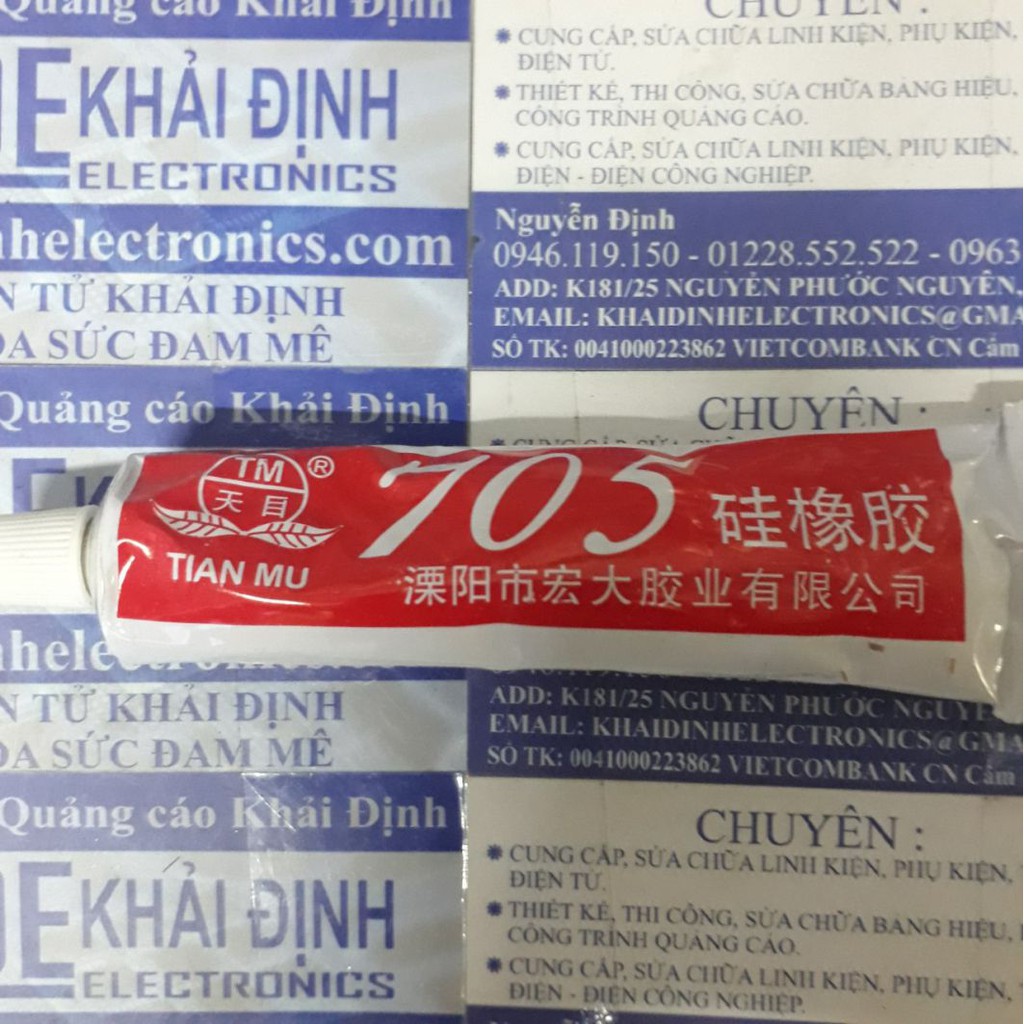 Quảng cáo Khải Định
KHẢI ĐỊNH
ELECTRONICS
nhelectronics.com
N TỬ KHẢI ĐỊNH
ĐAM MÊ
CHUYÊN :
* CUNG CẤP, SỬA CHỮA LINH KIỆN, PHỤ KIỆN,
ĐIỆN TỬ.
* THIẾT KẾ, THI CÔNG, SỬA CHỮA BẢNG HIỆU,
CÔNG TRÌNH QUẢNG CÁO.
* CUNG CẤP, SỬA CHỮA LINH KIỆN, PHỤ KIỆN,
ĐIỆN - ĐIỆN CÔNG NGHIỆP.
Nguyễn Định
0946.119.150 - 01228.552.522 - 0963
ADD: K181/25 NGUYỄN PHƯỚC NGUYÊN,
EMAIL: KHAIDINHELECTRONICS@GMA
SỐ TK: 0041000223862 VIETCOMBANK CN Cẩm
Quảng cáo Khải Định
CHUYÊN :
TM ®
天目
TIAN MU
705 硅橡胶
溧阳市宏大胶业有限公司
N TỬ KHẢI ĐỊNH
SỨC ĐAM MÊ
ADD: K181/25 NGUYỄN PHƯỚC
EMAIL: KHAIDINHELECTRONICS@GMA
SỐ TK: 0041000223862 VIETCOMBANK CN Cẩm
Quảng cáo Khải Định
KHẢI ĐỊNH
ELECTRONICS
CHUYÊN :
* CUNG CẤP, SỬA CHỮA LINH KIỆN, PHỤ KIỆN,
ĐIỆN TỬ.
* THIẾT KẾ, THI CÔNG, SỬA CHỮA BẢNG HIỆU,
CÔNG TRÌNH QUẢNG CÁO.
* CUNG CẤP, SỬA CHỮA LINH KIỆN, PHỤ KIỆN,
ĐIỆN - ĐIỆN CÔNG NGHIỆP.